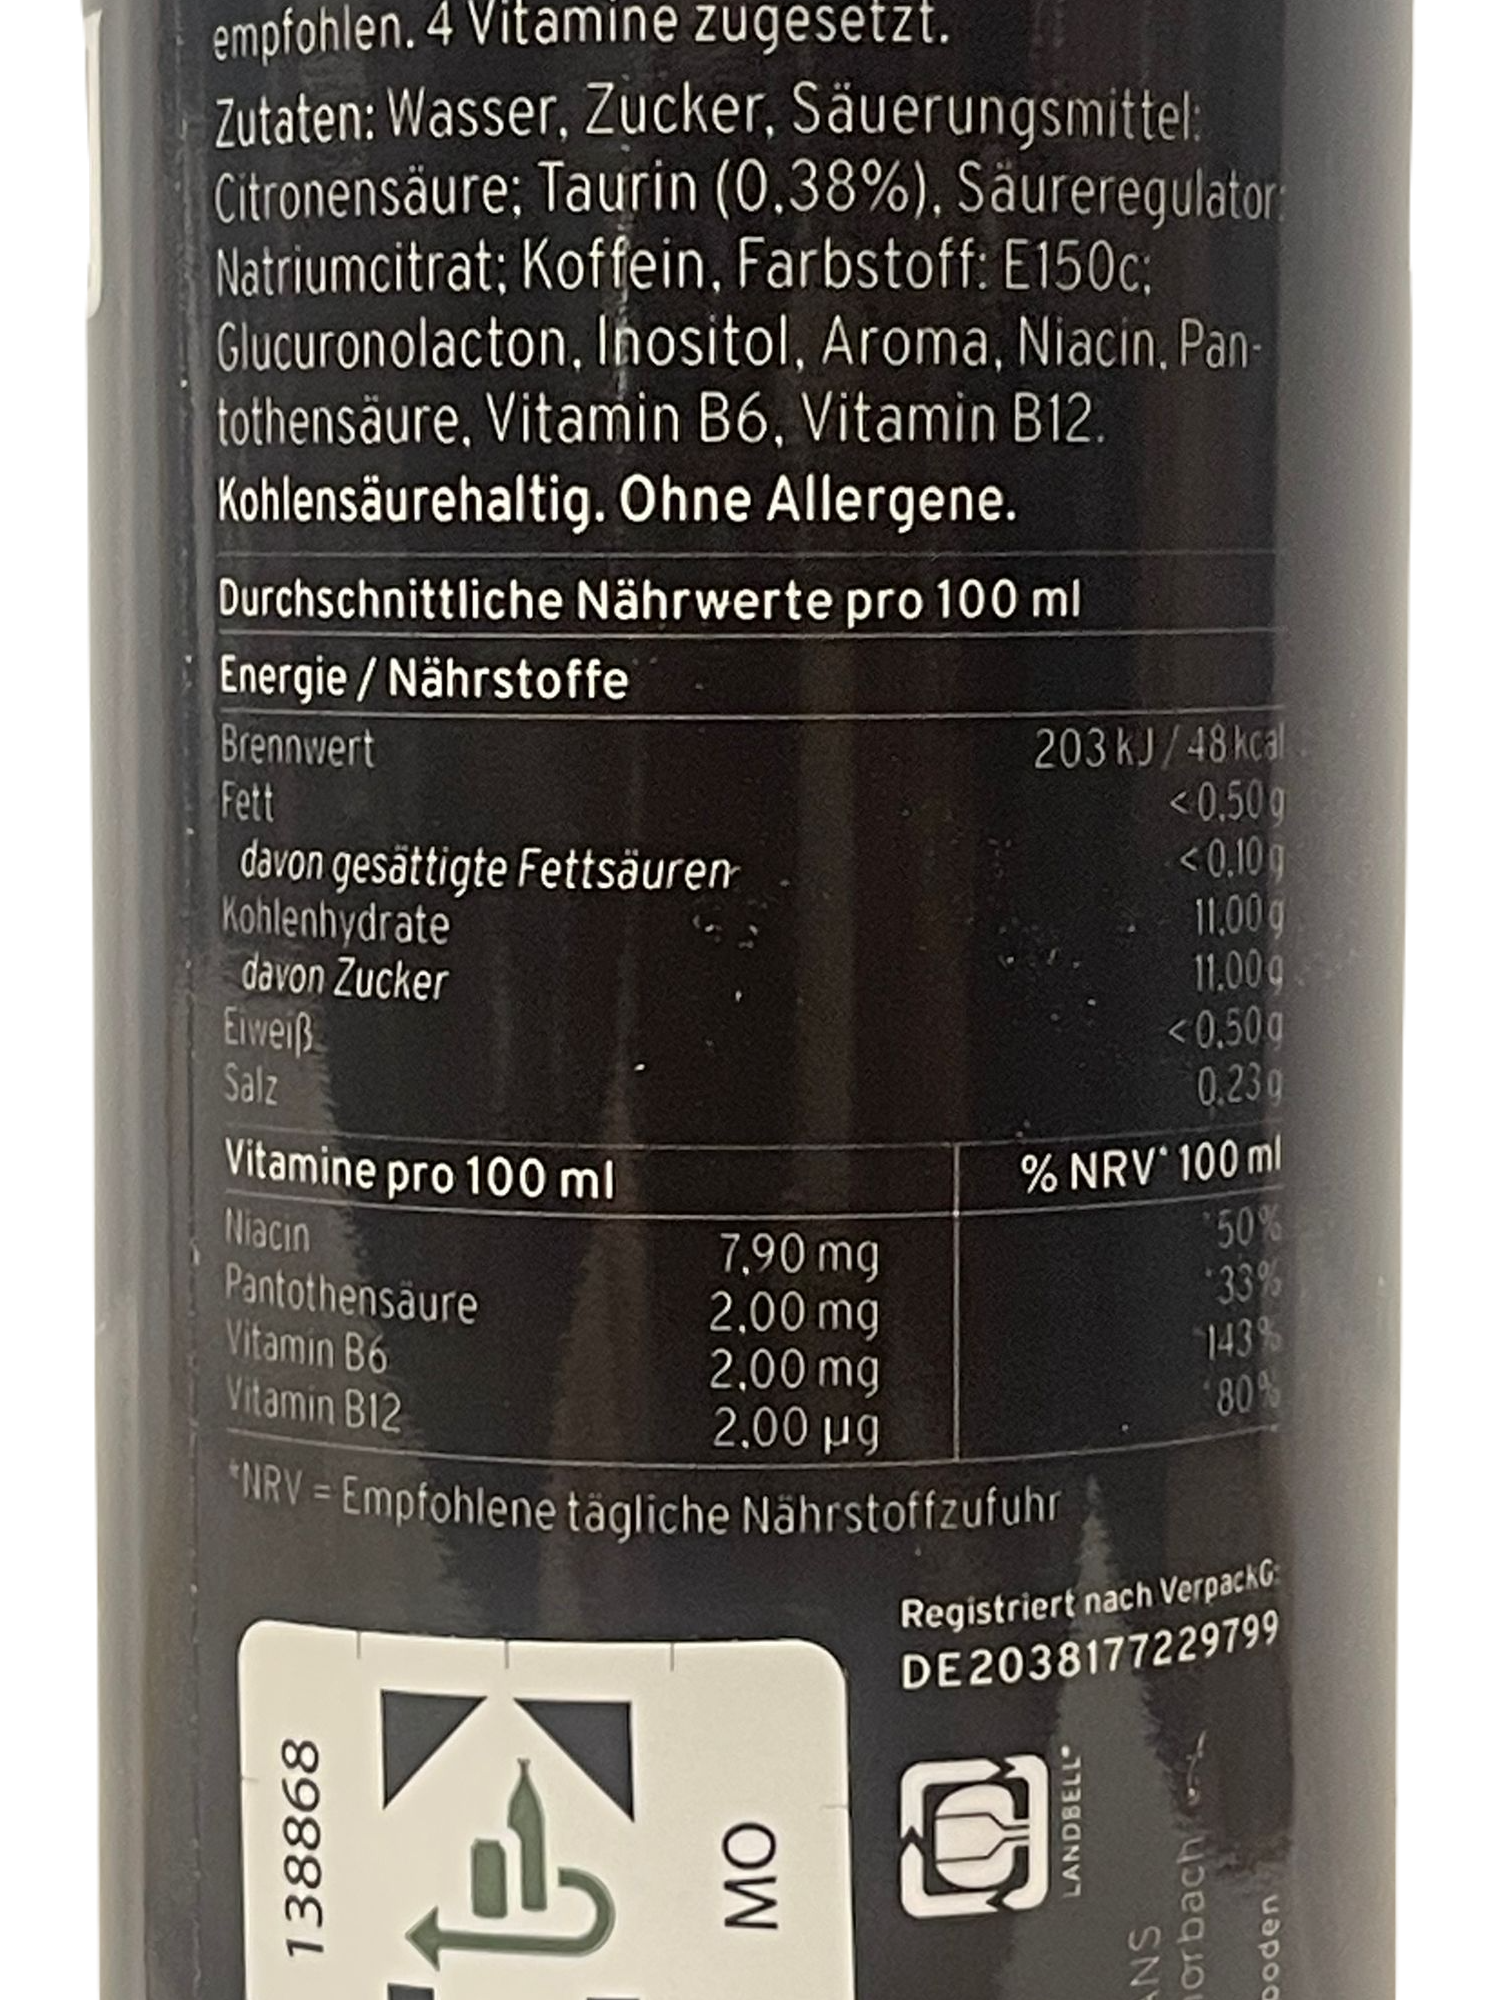 empfohlen. 4 Vitamine zugesetzt.
Zutaten: Wasser, Zucker, Säuerungsmittel:
Citronensäure; Taurin (0,38%), Säureregulator:
Natriumcitrat; Koffein, Farbstoff: E150c;
Glucuronolacton, Inositol, Aroma, Niacin, Pan-
tothensäure, Vitamin B6, Vitamin B12.
Kohlensäurehaltig. Ohne Allergene.
Durchschnittliche Nährwerte pro 100 ml
Energie / Nährstoffe
Brennwert 203 kJ / 48 kcal
Fett <0,50 g
davon gesättigte Fettsäuren <0,10 g
Kohlenhydrate 11,00 g
davon Zucker 11,00 g
Eiweiß <0,50 g
Salz 0,23 g
Vitamine pro 100 ml % NRV* 100 ml
Niacin 7,90 mg *50%
Pantothensäure 2,00 mg *33%
Vitamin B6 2,00 mg *143%
Vitamin B12 2,00 µg *80%
*NRV = Empfohlene tägliche Nährstoffzufuhr
Registriert nach VerpackG:
DE2038177229799
138868
MO
LANDBELL®